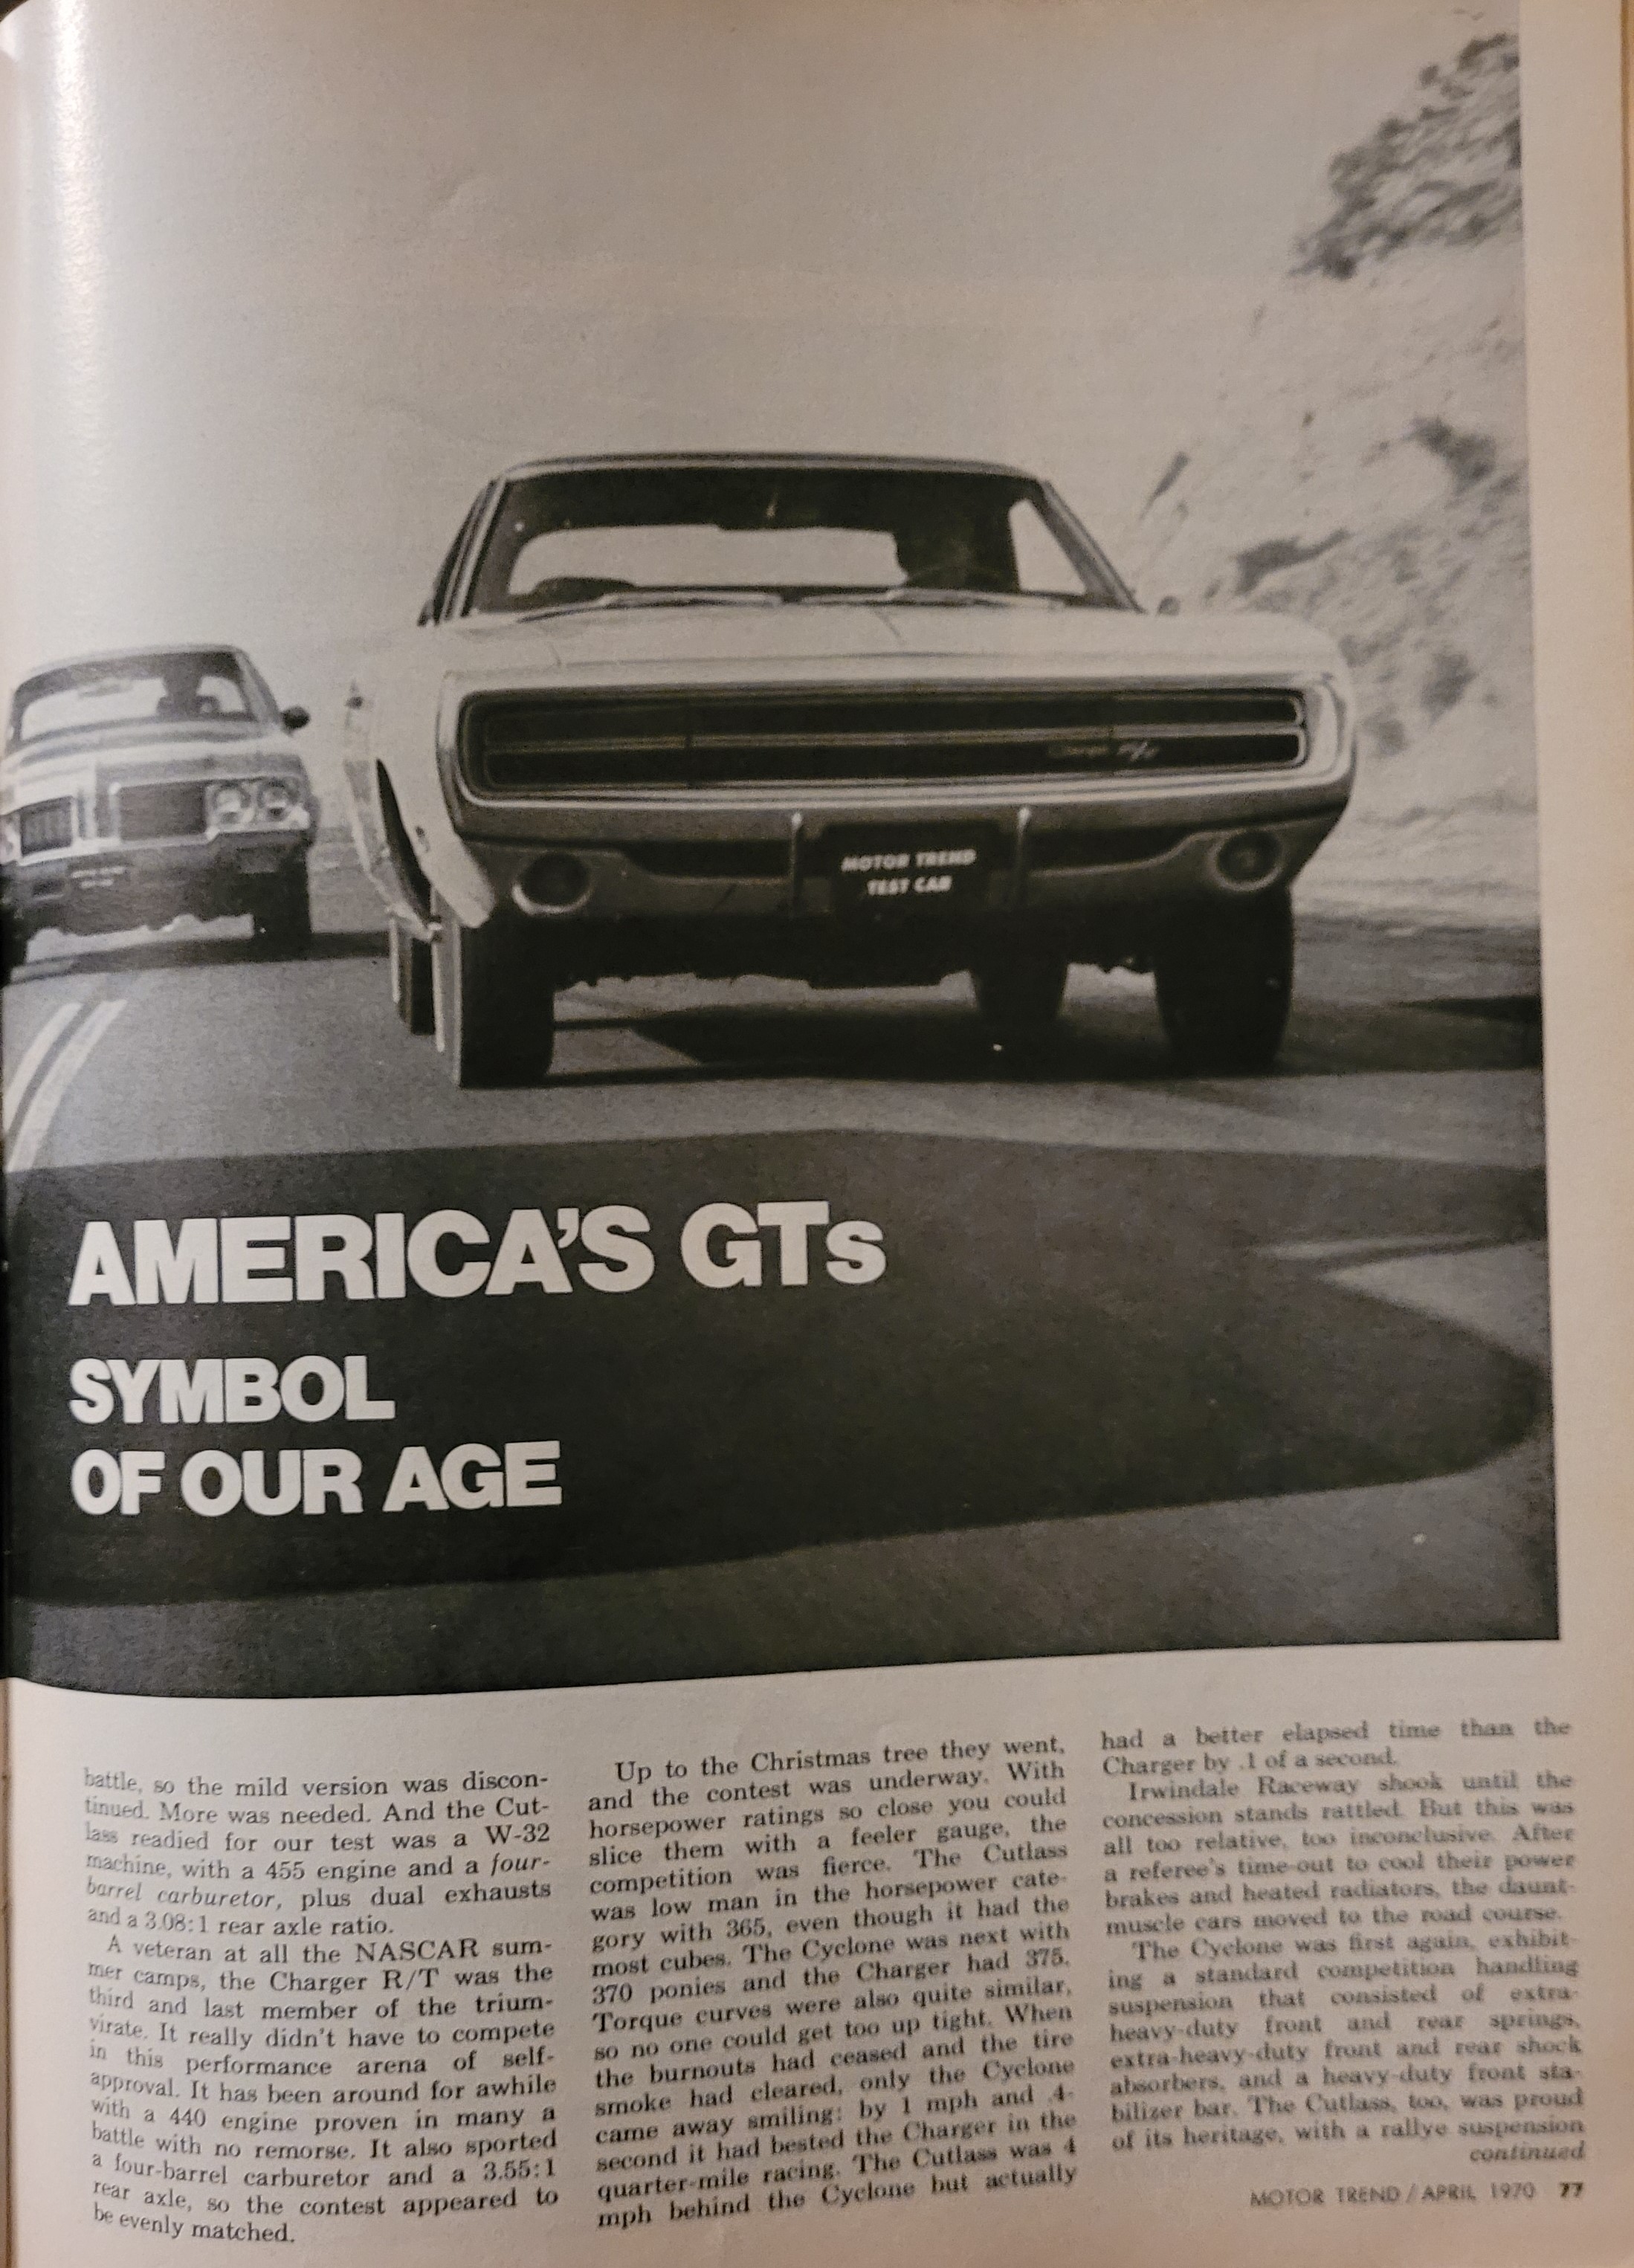 Charger R/T
MOTOR TREND
TEST CAR
AMERICA'S GTs
SYMBOL
OF OUR AGE
battle, so the mild version was discon-
tinued. More was needed. And the Cut-
lass readied for our test was a W-32
machine, with a 455 engine and a four-
barrel carburetor, plus dual exhausts
and a 3.08:1 rear axle ratio.
A veteran at all the NASCAR sum-
mer camps, the Charger R/T was the
third and last member of the trium-
virate. It really didn't have to compete
in this performance arena of self-
approval. It has been around for awhile
with a 440 engine proven in many a
battle with no remorse. It also sported
a four-barrel carburetor and a 3.55:1
rear axle, so the contest appeared to
be evenly matched.
Up to the Christmas tree they went,
and the contest was underway. With
horsepower ratings so close you could
slice them with a feeler gauge, the
competition was fierce. The Cutlass
was low man in the horsepower cate-
gory with 365, even though it had the
most cubes. The Cyclone was next with
370 ponies and the Charger had 375.
Torque curves were also quite similar,
so no one could get too up tight. When
the burnouts had ceased and the tire
smoke had cleared, only the Cyclone
came away smiling: by 1 mph and .4-
second it had bested the Charger in the
quarter-mile racing. The Cutlass was 4
mph behind the Cyclone but actually
had a better elapsed time than the
Charger by .1 of a second.
Irwindale Raceway shook until the
concession stands rattled. But this was
all too relative, too inconclusive. After
a referee's time-out to cool their power
brakes and heated radiators, the daunt-
muscle cars moved to the road course.
The Cyclone was first again, exhibit-
ing a standard competition handling
suspension that consisted of extra-
heavy-duty front and rear springs,
extra-heavy-duty front and rear shock
absorbers, and a heavy-duty front sta-
bilizer bar. The Cutlass, too, was proud
of its heritage, with a rallye suspension
continued
MOTOR TREND / APRIL 1970 77